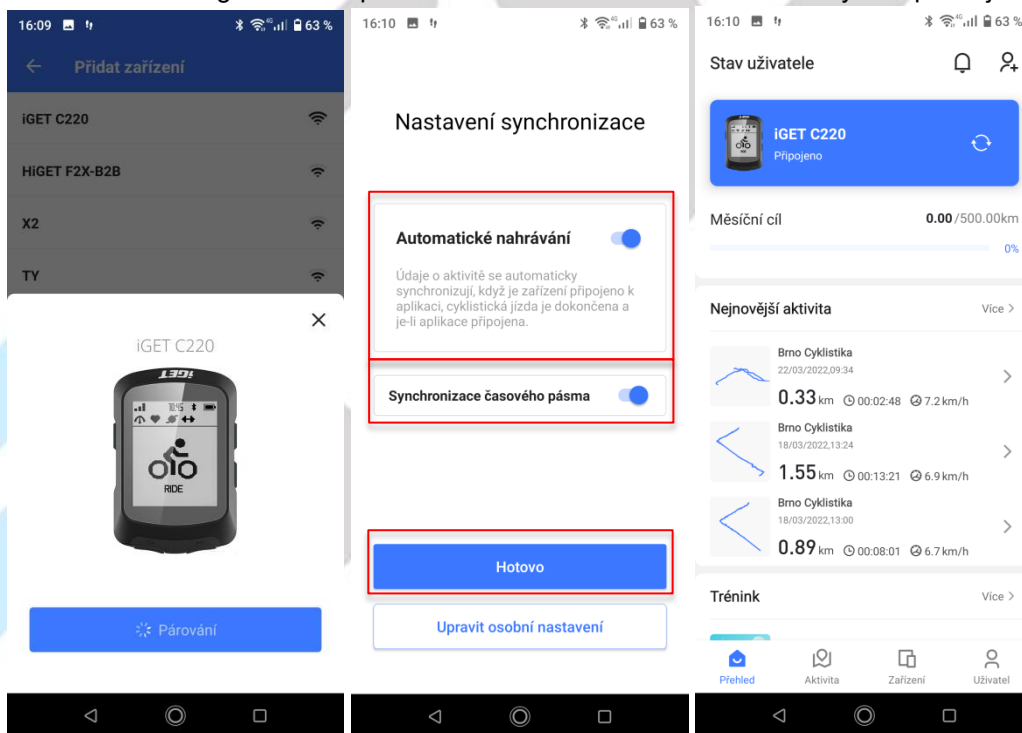 16:09 63 %
Přidat zařízení
iGET C220
HiGET F2X-B2B
X2
TY
iGET C220
iGET
10:45
RIDE
Párování
16:10 63 %
Nastavení synchronizace
Automatické nahrávání
Údaje o aktivitě se automaticky
synchronizují, když je zařízení připojeno k
aplikaci, cyklistická jízda je dokončena a
je-li aplikace připojena.
Synchronizace časového pásma
Hotovo
Upravit osobní nastavení
16:10 63 %
Stav uživatele
iGET C220
Připojeno
Měsíční cíl 0.00/500.00km
0%
Nejnovější aktivita Více >
Brno Cyklistika
22/03/2022,09:34
0.33 km 00:02:48 7.2 km/h
Brno Cyklistika
18/03/2022,13:24
1.55 km 00:13:21 6.9 km/h
Brno Cyklistika
18/03/2022,13:00
0.89 km 00:08:01 6.7 km/h
Trénink Více >
Přehled Aktivita Zařízení Uživatel